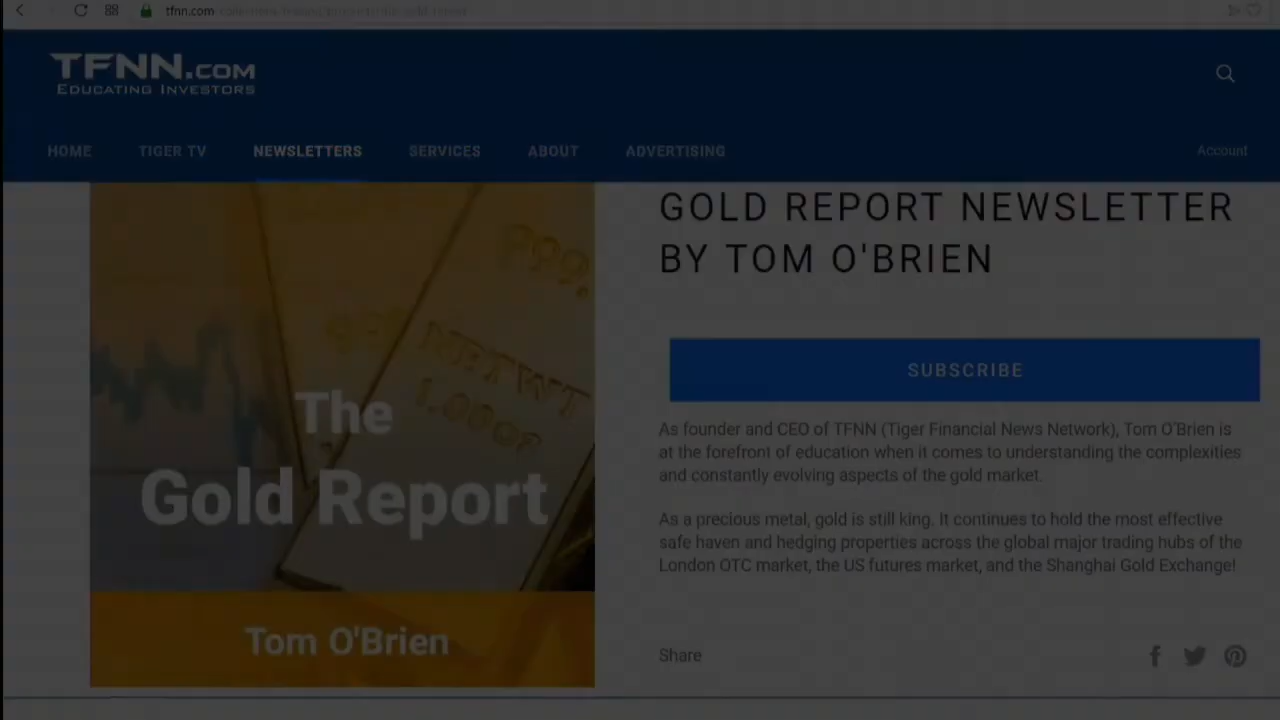 tfnn.com
TFNN.COM
EDUCATING INVESTORS
HOME TIGER TV NEWSLETTERS SERVICES ABOUT ADVERTISING Account
999.
NET WT
The
Gold Report
Tom O'Brien
GOLD REPORT NEWSLETTER
BY TOM O'BRIEN
SUBSCRIBE
As founder and CEO of TFNN (Tiger Financial News Network), Tom O'Brien is
at the forefront of education when it comes to understanding the complexities
and constantly evolving aspects of the gold market.
As a precious metal, gold is still king. It continues to hold the most effective
safe haven and hedging properties across the global major trading hubs of the
London OTC market, the US futures market, and the Shanghai Gold Exchange!
Share